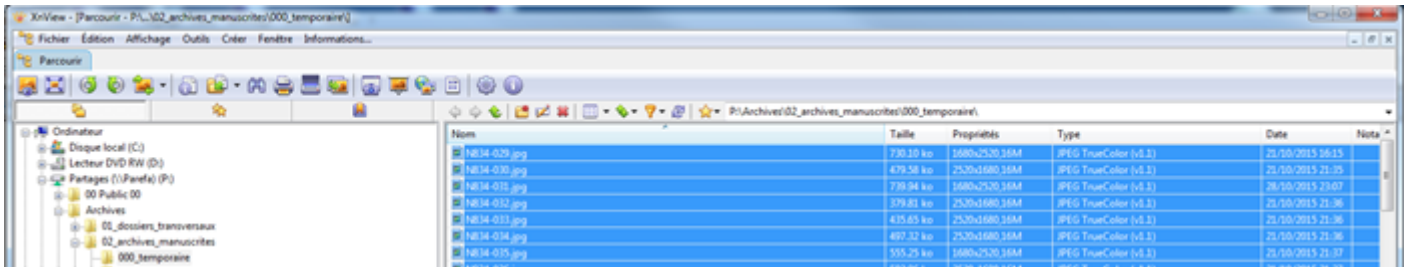 XnView - [Parcourir - P:\...\02_archives_manuscrites\000_temporaire\]
Fichier Édition Affichage Outils Créer Fenêtre Informations...
Parcourir
P:\Archives\02_archives_manuscrites\000_temporaire\
Ordinateur
Disque local (C:)
Lecteur DVD RW (D:)
Partages (\\Parefa) (P:)
00 Public 00
Archives
01_dossiers_transversaux
02_archives_manuscrites
000_temporaire
Nom Taille Propriétés Type Date Nota
N834-029.jpg 730.10 ko 1680x2520,16M JPEG TrueColor (v1.1) 21/10/2015 16:15
N834-030.jpg 479.58 ko 2520x1680,16M JPEG TrueColor (v1.1) 21/10/2015 21:35
N834-031.jpg 739.94 ko 1680x2520,16M JPEG TrueColor (v1.1) 28/10/2015 23:07
N834-032.jpg 379.81 ko 2520x1680,16M JPEG TrueColor (v1.1) 21/10/2015 21:36
N834-033.jpg 435.65 ko 2520x1680,16M JPEG TrueColor (v1.1) 21/10/2015 21:36
N834-034.jpg 497.32 ko 2520x1680,16M JPEG TrueColor (v1.1) 21/10/2015 21:36
N834-035.jpg 555.25 ko 2520x1680,16M JPEG TrueColor (v1.1) 21/10/2015 21:37